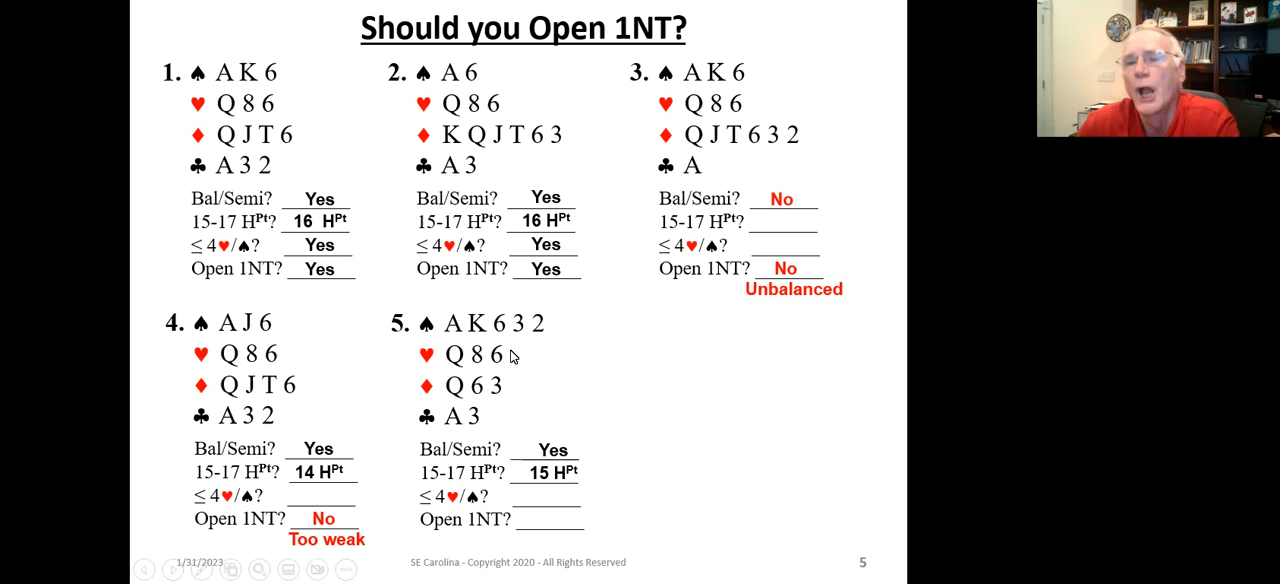 Should you Open 1NT?
1. ♠ A K 6
♥ Q 8 6
♦ Q J T 6
♣ A 3 2
Bal/Semi? Yes
15-17 HPt? 16 HPt
≤ 4♥/♠? Yes
Open 1NT? Yes
2. ♠ A 6
♥ Q 8 6
♦ K Q J T 6 3
♣ A 3
Bal/Semi? Yes
15-17 HPt? 16 HPt
≤ 4♥/♠? Yes
Open 1NT? Yes
3. ♠ A K 6
♥ Q 8 6
♦ Q J T 6 3 2
♣ A
Bal/Semi? No
15-17 HPt?
≤ 4♥/♠?
Open 1NT? No
Unbalanced
4. ♠ A J 6
♥ Q 8 6
♦ Q J T 6
♣ A 3 2
Bal/Semi? Yes
15-17 HPt? 14 HPt
≤ 4♥/♠?
Open 1NT? No
Too weak
5. ♠ A K 6 3 2
♥ Q 8 6
♦ Q 6 3
♣ A 3
Bal/Semi? Yes
15-17 HPt? 15 HPt
≤ 4♥/♠?
Open 1NT?
1/31/2023
SE Carolina - Copyright 2020 - All Rights Reserved
5